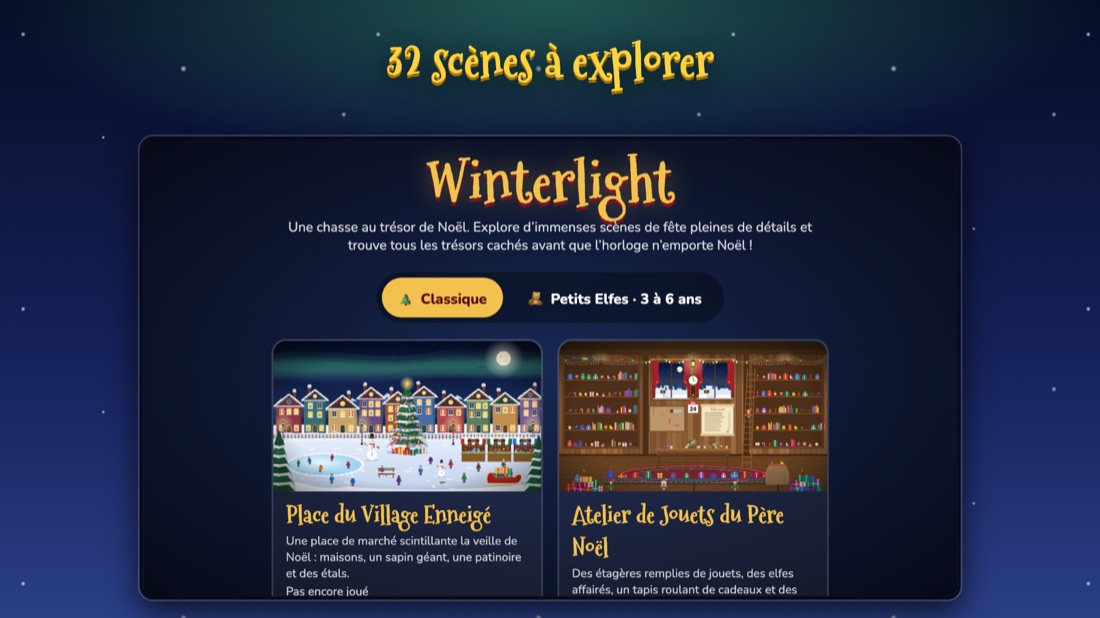 32 scènes à explorer
Winterlight
Une chasse au trésor de Noël. Explore d’immenses scènes de fête pleines de détails et
trouve tous les trésors cachés avant que l’horloge n’emporte Noël !
Classique
Petits Elfes · 3 à 6 ans
24
Place du Village Enneigé
Une place de marché scintillante la veille de
Noël : maisons, un sapin géant, une patinoire
et des étals.
Pas encore joué
Atelier de Jouets du Père
Noël
Des étagères remplies de jouets, des elfes
affairés, un tapis roulant de cadeaux et des